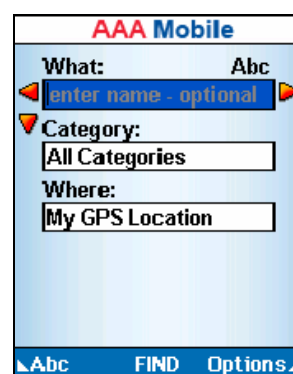 AAA Mobile
What: Abc
enter name - optional
Category:
All Categories
Where:
My GPS Location
Abc FIND Options